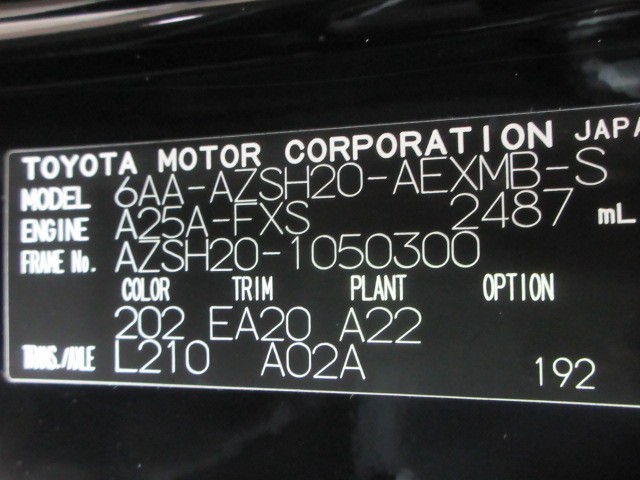 TOYOTA MOTOR CORPORATION JAPA
MODEL 6AA-AZSH20-AEXMB-S
ENGINE A25A-FXS 2487 mL
FRAME No. AZSH20-1050300
COLOR TRIM PLANT OPTION
202 EA20 A22
TRANS./AXLE L210 A02A 192